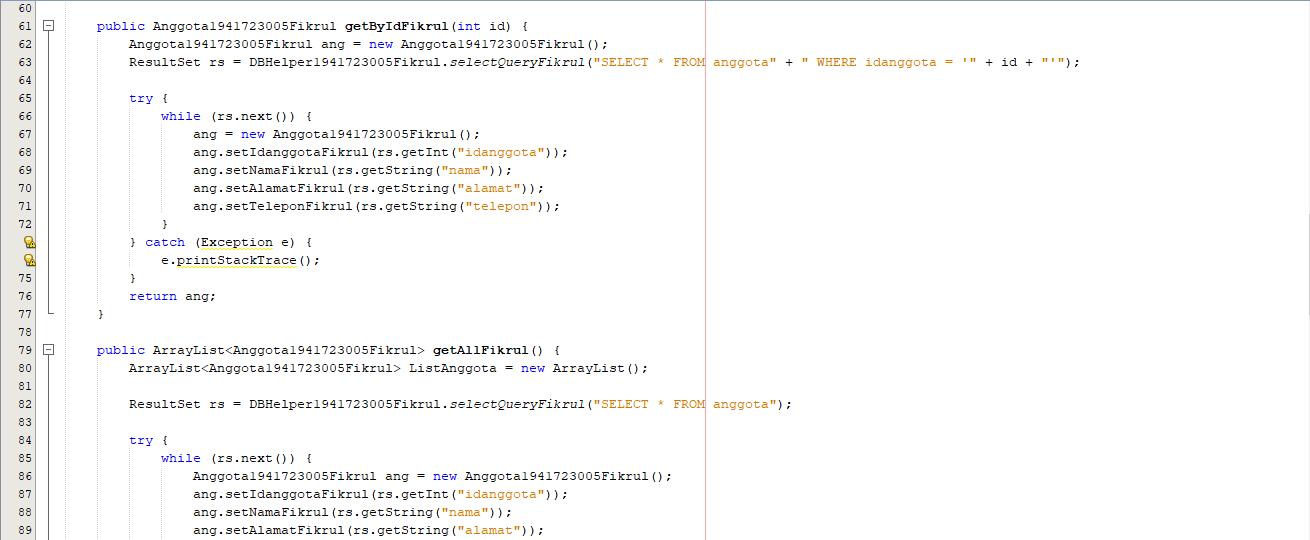 60
61 public Anggota1941723005Fikrul getByIdFikrul(int id) {
62 Anggota1941723005Fikrul ang = new Anggota1941723005Fikrul();
63 ResultSet rs = DBHelper1941723005Fikrul.selectQueryFikrul("SELECT * FROM anggota" + " WHERE idanggota = '" + id + "'");
64
65 try {
66 while (rs.next()) {
67 ang = new Anggota1941723005Fikrul();
68 ang.setIdanggotaFikrul(rs.getInt("idanggota"));
69 ang.setNamaFikrul(rs.getString("nama"));
70 ang.setAlamatFikrul(rs.getString("alamat"));
71 ang.setTeleponFikrul(rs.getString("telepon"));
72 }
} catch (Exception e) {
e.printStackTrace();
75 }
76 return ang;
77 }
78
79 public ArrayList<Anggota1941723005Fikrul> getAllFikrul() {
80 ArrayList<Anggota1941723005Fikrul> ListAnggota = new ArrayList();
81
82 ResultSet rs = DBHelper1941723005Fikrul.selectQueryFikrul("SELECT * FROM anggota");
83
84 try {
85 while (rs.next()) {
86 Anggota1941723005Fikrul ang = new Anggota1941723005Fikrul();
87 ang.setIdanggotaFikrul(rs.getInt("idanggota"));
88 ang.setNamaFikrul(rs.getString("nama"));
89 ang.setAlamatFikrul(rs.getString("alamat"));